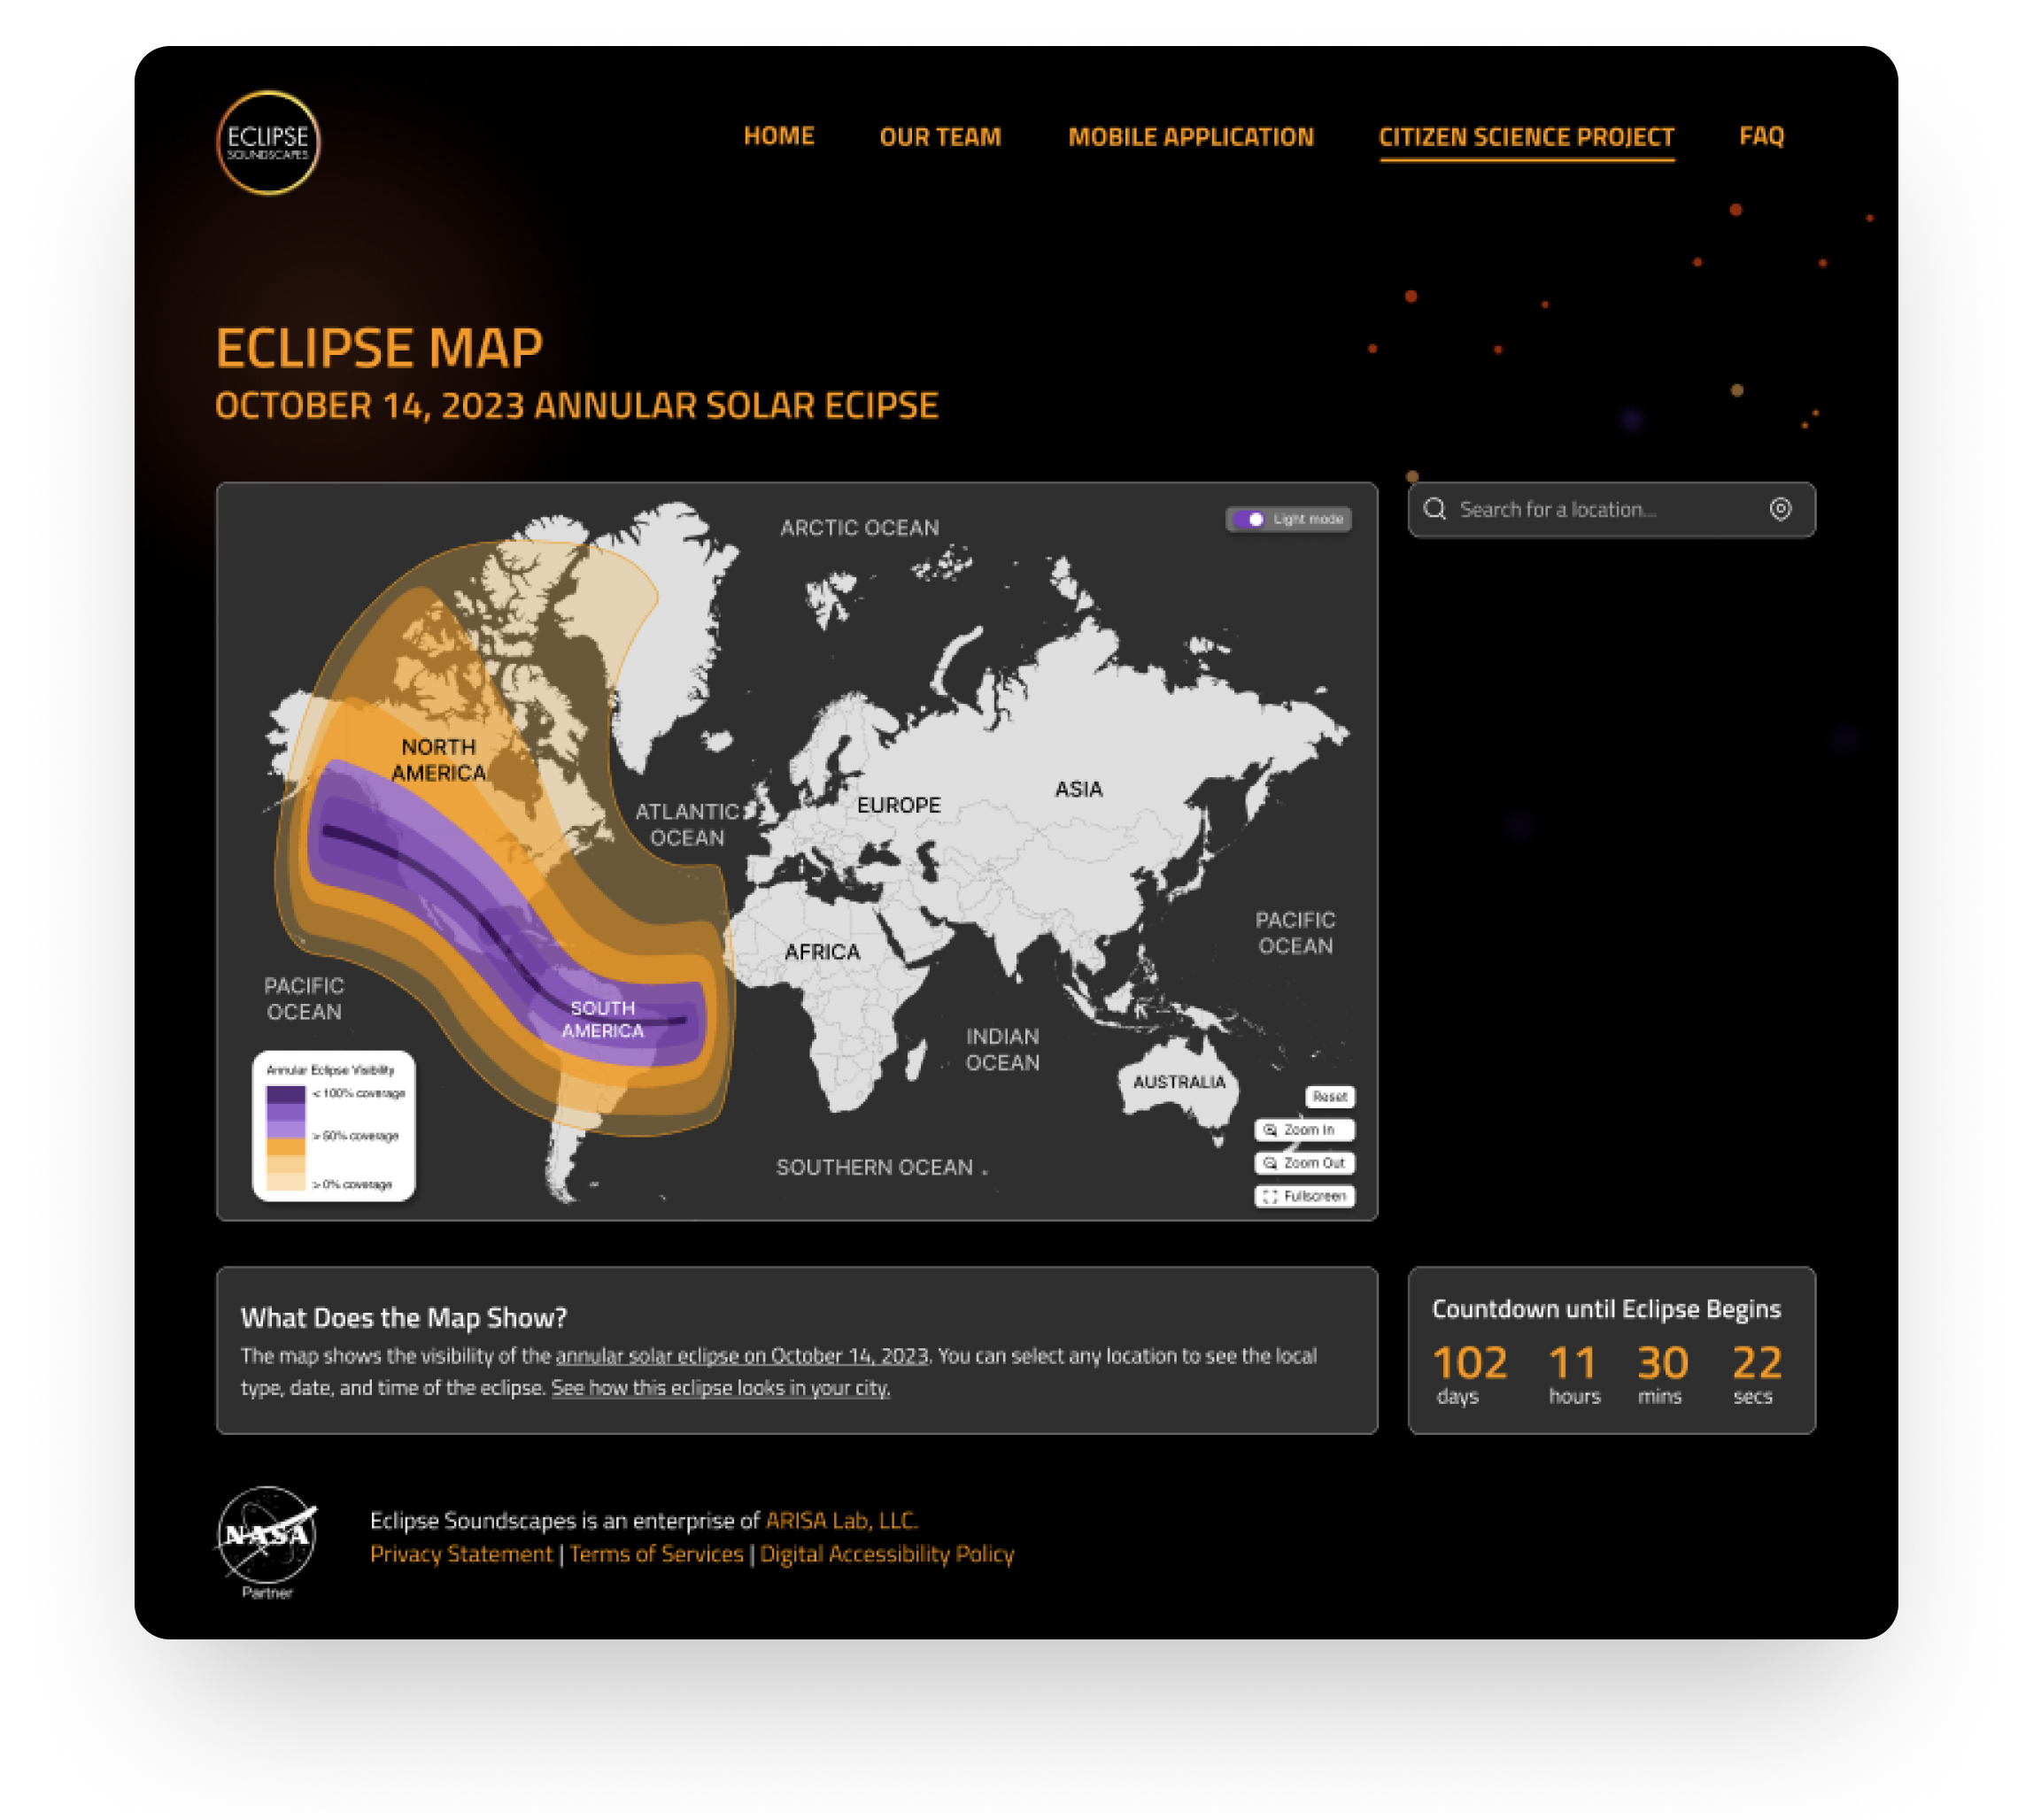 ECLIPSE
SOUNDSCAPES
HOME
OUR TEAM
MOBILE APPLICATION
CITIZEN SCIENCE PROJECT
FAQ
ECLIPSE MAP
OCTOBER 14, 2023 ANNULAR SOLAR ECIPSE
ARCTIC OCEAN
Light mode
Search for a location...
NORTH
AMERICA
ATLANTIC
OCEAN
EUROPE
ASIA
AFRICA
PACIFIC
OCEAN
PACIFIC
OCEAN
SOUTH
AMERICA
INDIAN
OCEAN
AUSTRALIA
SOUTHERN OCEAN
Annular Eclipse Visibility
< 100% coverage
> 50% coverage
> 0% coverage
Reset
Zoom In
Zoom Out
Fullscreen
What Does the Map Show?
The map shows the visibility of the annular solar eclipse on October 14, 2023. You can select any location to see the local
type, date, and time of the eclipse. See how this eclipse looks in your city.
Countdown until Eclipse Begins
102 11 30 22
days hours mins secs
NASA
Partner
Eclipse Soundscapes is an enterprise of ARISA Lab, LLC.
Privacy Statement | Terms of Services | Digital Accessibility Policy